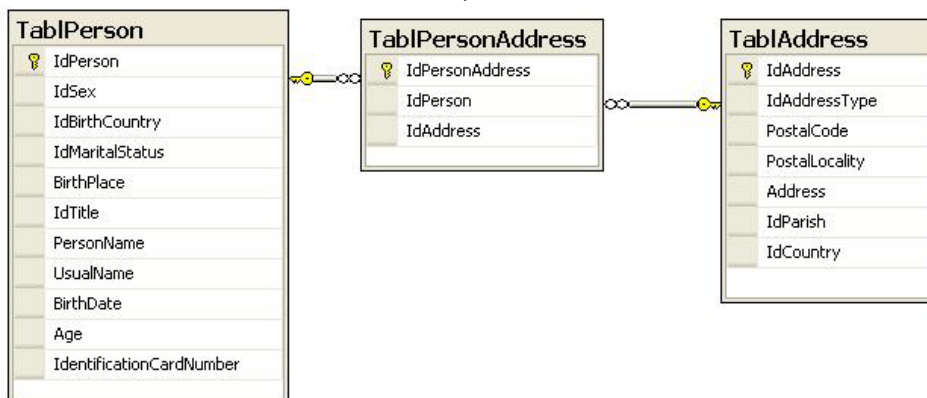 TablPerson
IdPerson
IdSex
IdBirthCountry
IdMaritalStatus
BirthPlace
IdTitle
PersonName
UsualName
BirthDate
Age
IdentificationCardNumber
TablPersonAddress
IdPersonAddress
IdPerson
IdAddress
TablAddress
IdAddress
IdAddressType
PostalCode
PostalLocality
Address
IdParish
IdCountry